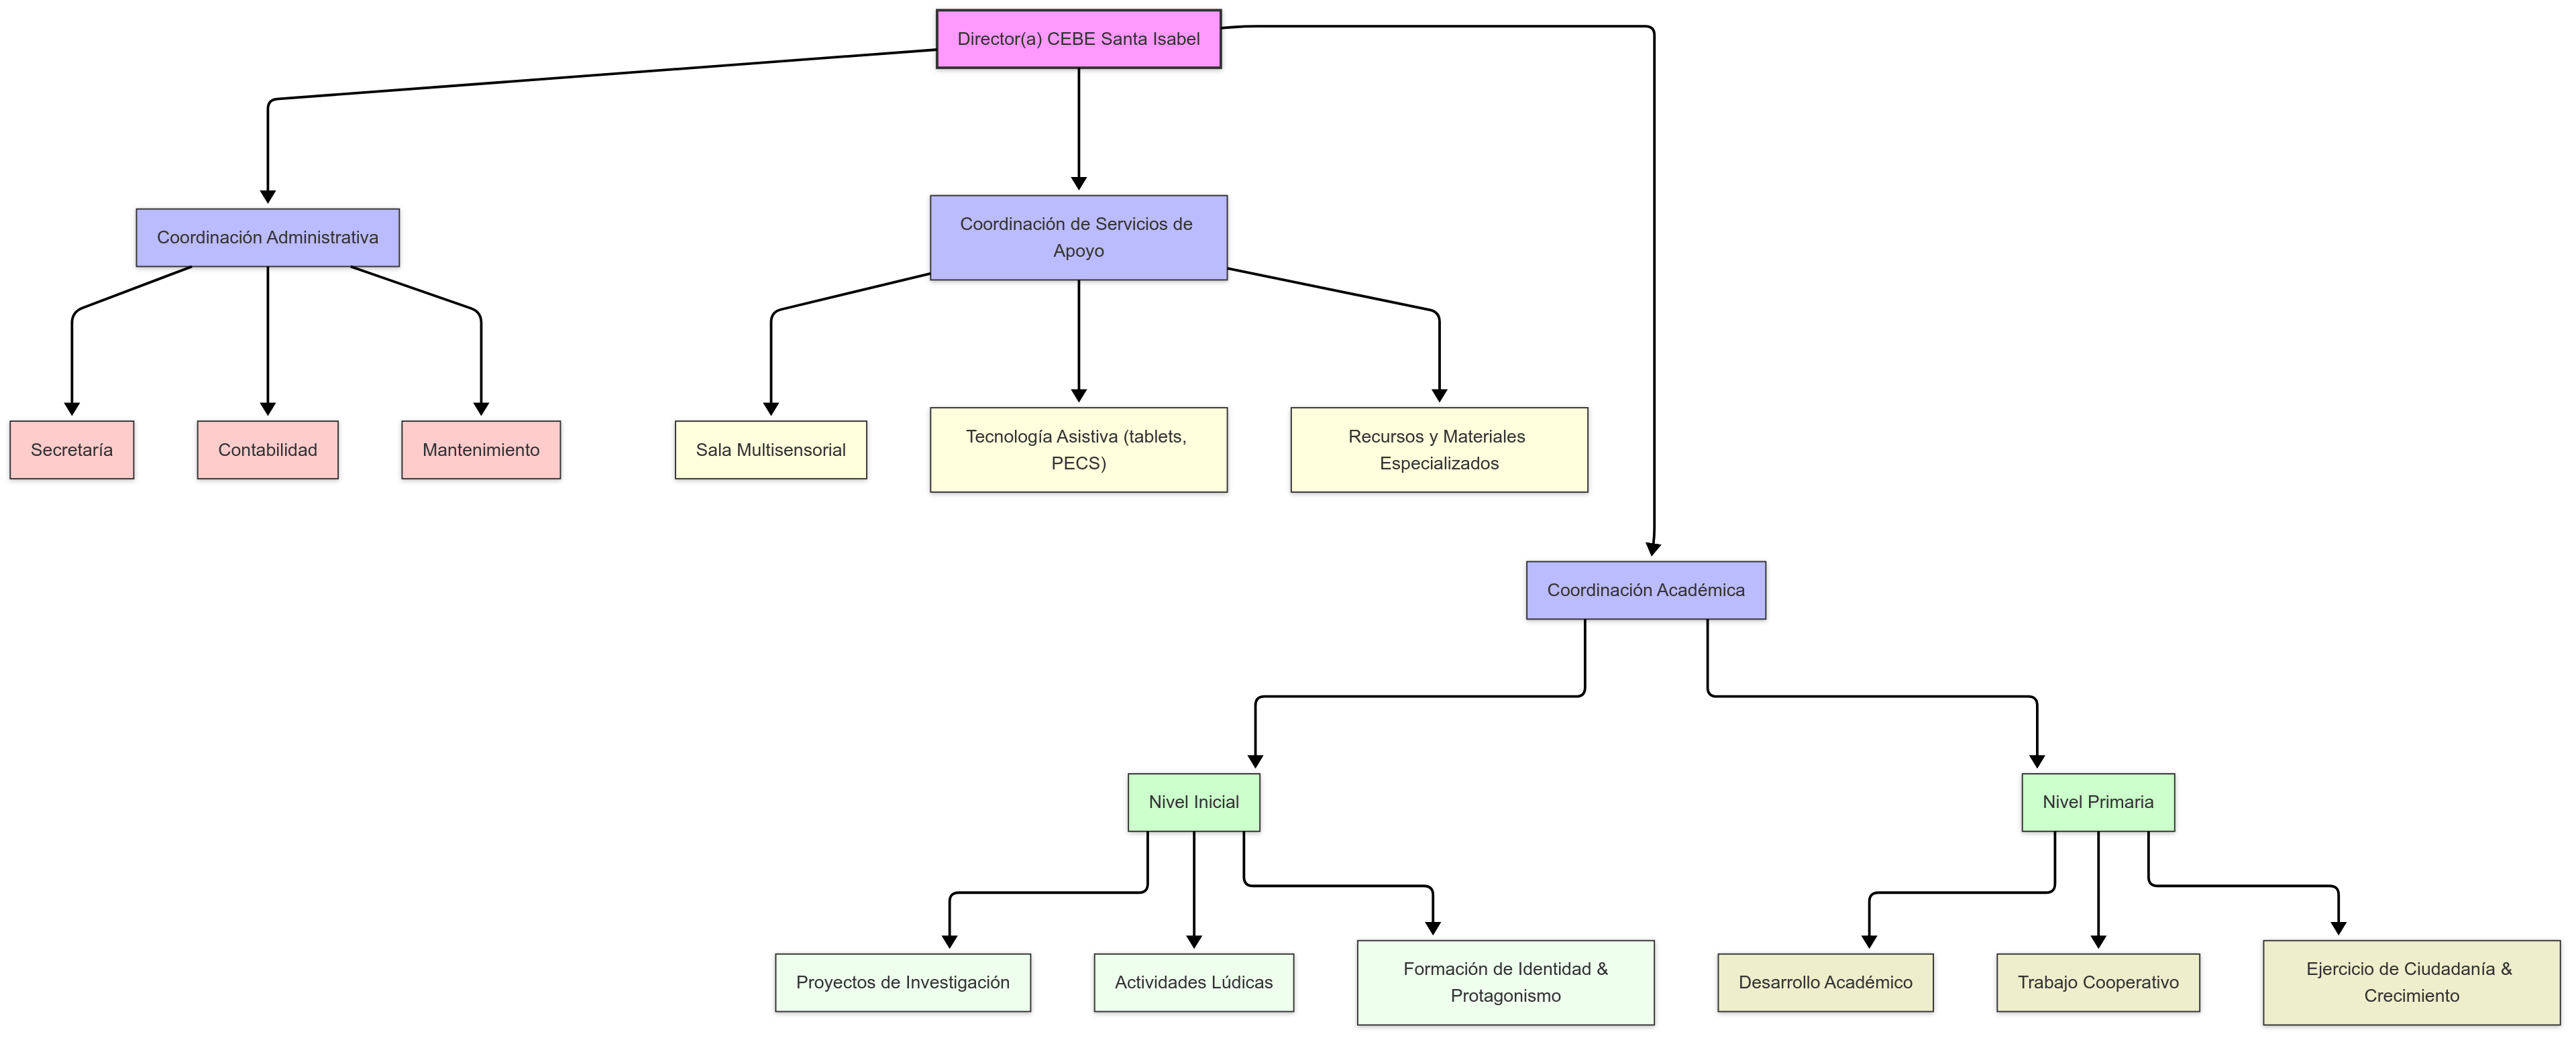 Director(a) CEBE Santa Isabel
Coordinación Administrativa
Coordinación de Servicios de
Apoyo
Secretaría
Contabilidad
Mantenimiento
Sala Multisensorial
Tecnología Asistiva (tablets,
PECS)
Recursos y Materiales
Especializados
Coordinación Académica
Nivel Inicial
Nivel Primaria
Proyectos de Investigación
Actividades Lúdicas
Formación de Identidad &
Protagonismo
Desarrollo Académico
Trabajo Cooperativo
Ejercicio de Ciudadanía &
Crecimiento